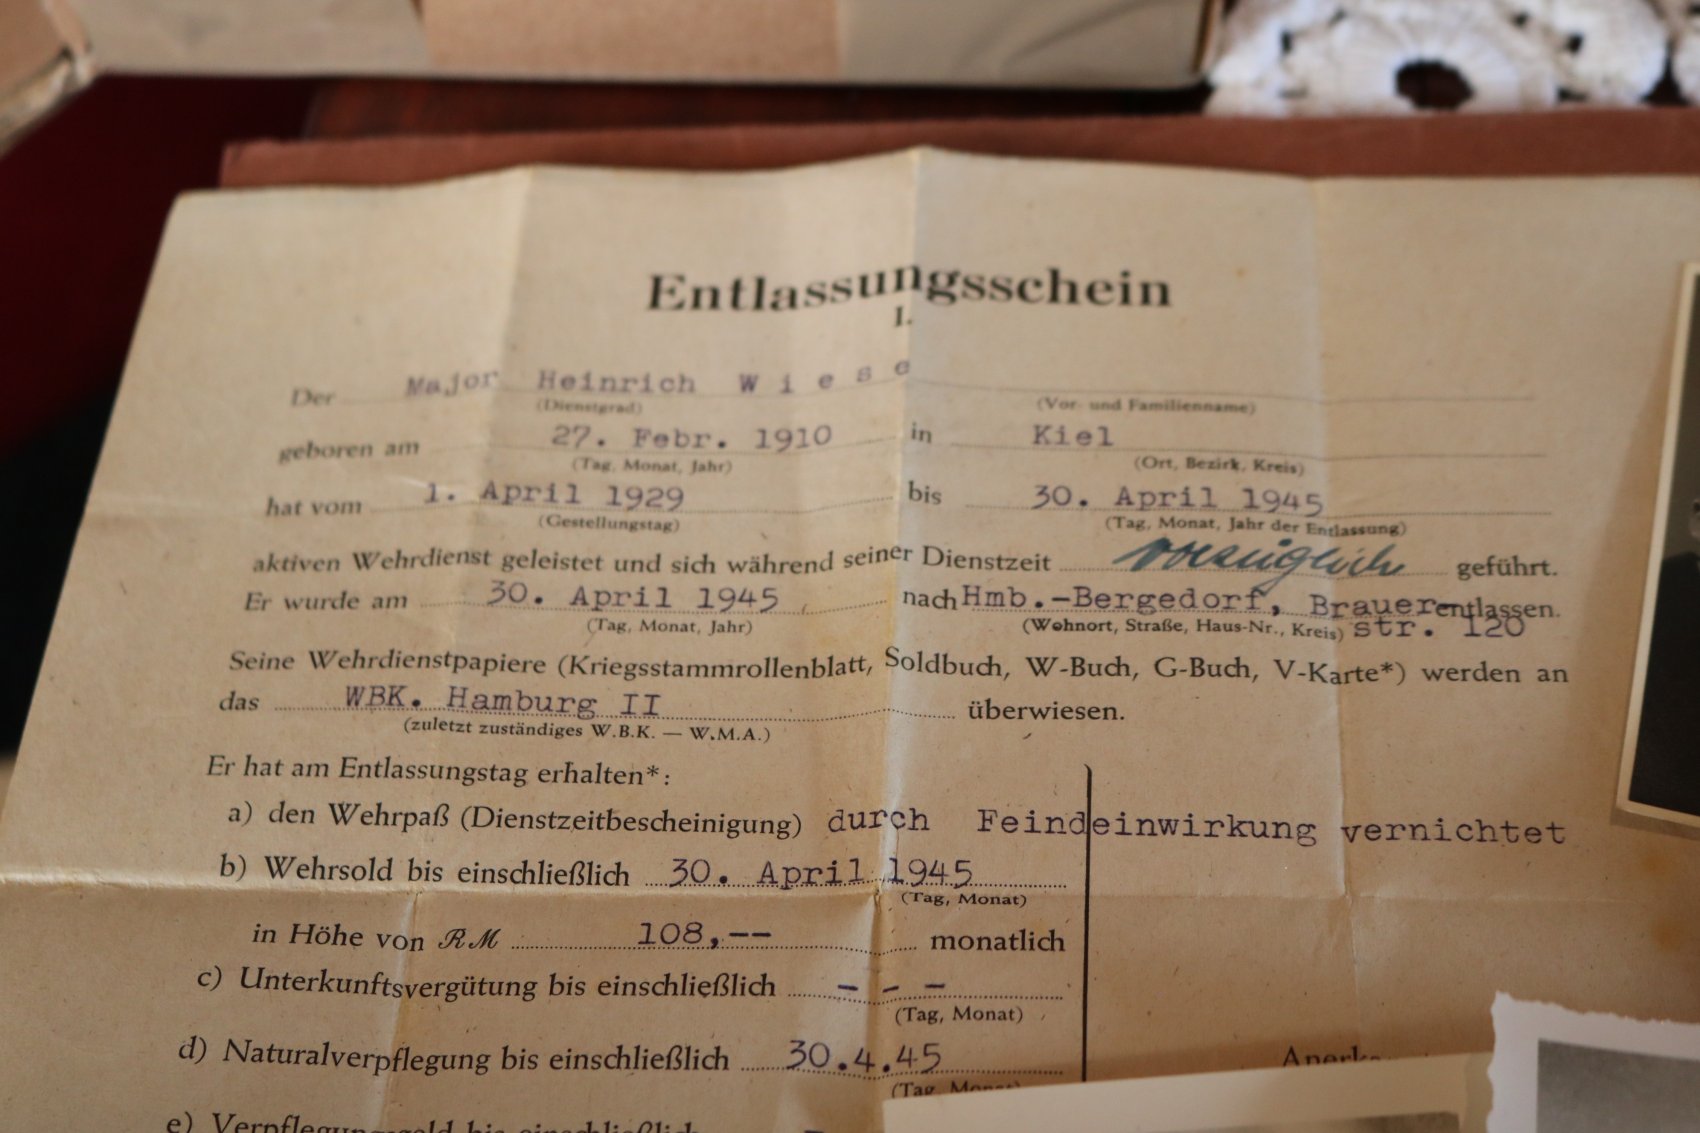 Entlassungsschein
I.
Der Major Heinrich Wiese
(Dienstgrad) (Vor- und Familienname)
geboren am 27. Febr. 1910 in Kiel
(Tag, Monat, Jahr) (Ort, Bezirk, Kreis)
hat vom 1. April 1929 bis 30. April 1945
(Gestellungstag) (Tag, Monat, Jahr der Entlassung)
aktiven Wehrdienst geleistet und sich während seiner Dienstzeit vorzüglich geführt.
Er wurde am 30. April 1945, nach Hmb.-Bergedorf, Brauer- entlassen.
(Tag, Monat, Jahr) (Wohnort, Straße, Haus-Nr., Kreis) str. 120
Seine Wehrdienstpapiere (Kriegsstammrollenblatt, Soldbuch, W-Buch, G-Buch, V-Karte*) werden an
das WBK. Hamburg II überwiesen.
(zuletzt zuständiges W.B.K. — W.M.A.)
Er hat am Entlassungstag erhalten*:
a) den Wehrpaß (Dienstzeitbescheinigung) durch Feindeinwirkung vernichtet
b) Wehrsold bis einschließlich 30. April 1945
(Tag, Monat)
in Höhe von RM 108,-- monatlich
c) Unterkunftsvergütung bis einschließlich - - -
(Tag, Monat)
d) Naturalverpflegung bis einschließlich 30.4.45
(Tag, Monat)
e) Verpflegungsgeld bis einschließlich